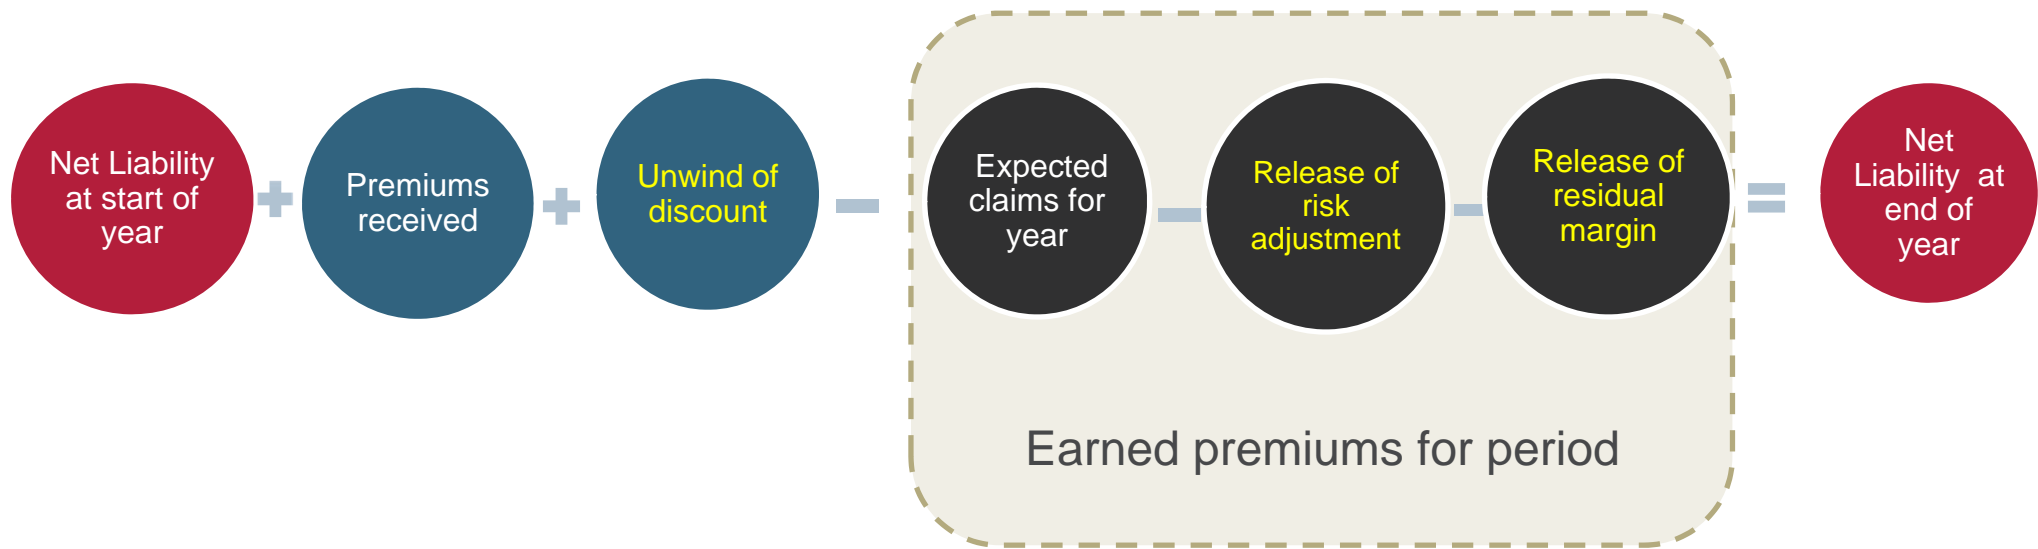 Net Liability
at start of
year
Premiums
received
Unwind of
discount
Expected
claims for
year
Release of
risk
adjustment
Release of
residual
margin
Net
Liability at
end of
year
Earned premiums for period